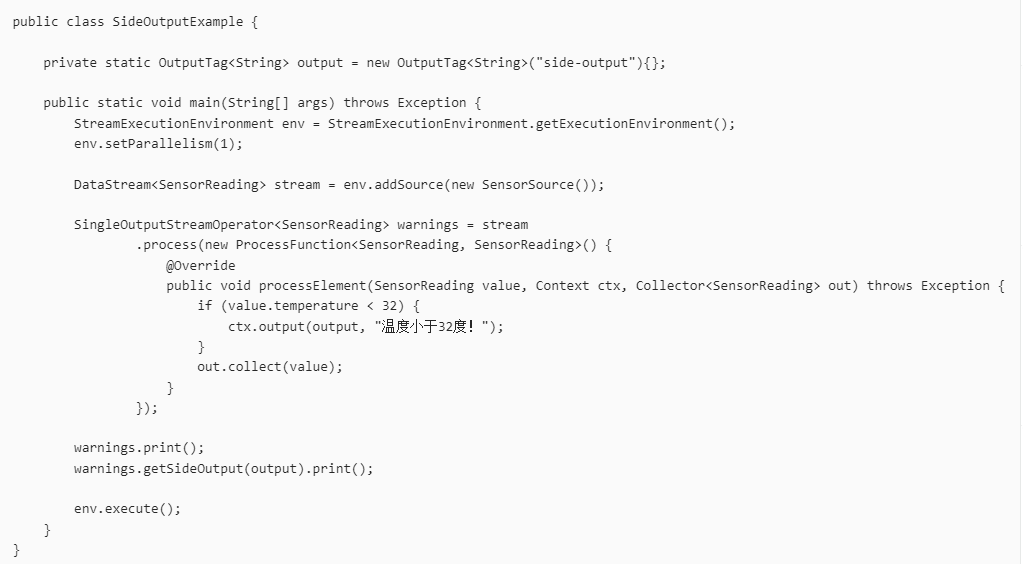 public class SideOutputExample {
    private static OutputTag<String> output = new OutputTag<String>("side-output"){};
    public static void main(String[] args) throws Exception {
        StreamExecutionEnvironment env = StreamExecutionEnvironment.getExecutionEnvironment();
        env.setParallelism(1);
        DataStream<SensorReading> stream = env.addSource(new SensorSource());
        SingleOutputStreamOperator<SensorReading> warnings = stream
                .process(new ProcessFunction<SensorReading, SensorReading>() {
                    @Override
                    public void processElement(SensorReading value, Context ctx, Collector<SensorReading> out) throws Exception {
                        if (value.temperature < 32) {
                            ctx.output(output, "温度小于32度！");
                        }
                        out.collect(value);
                    }
                });
        warnings.print();
        warnings.getSideOutput(output).print();
        env.execute();
    }
}